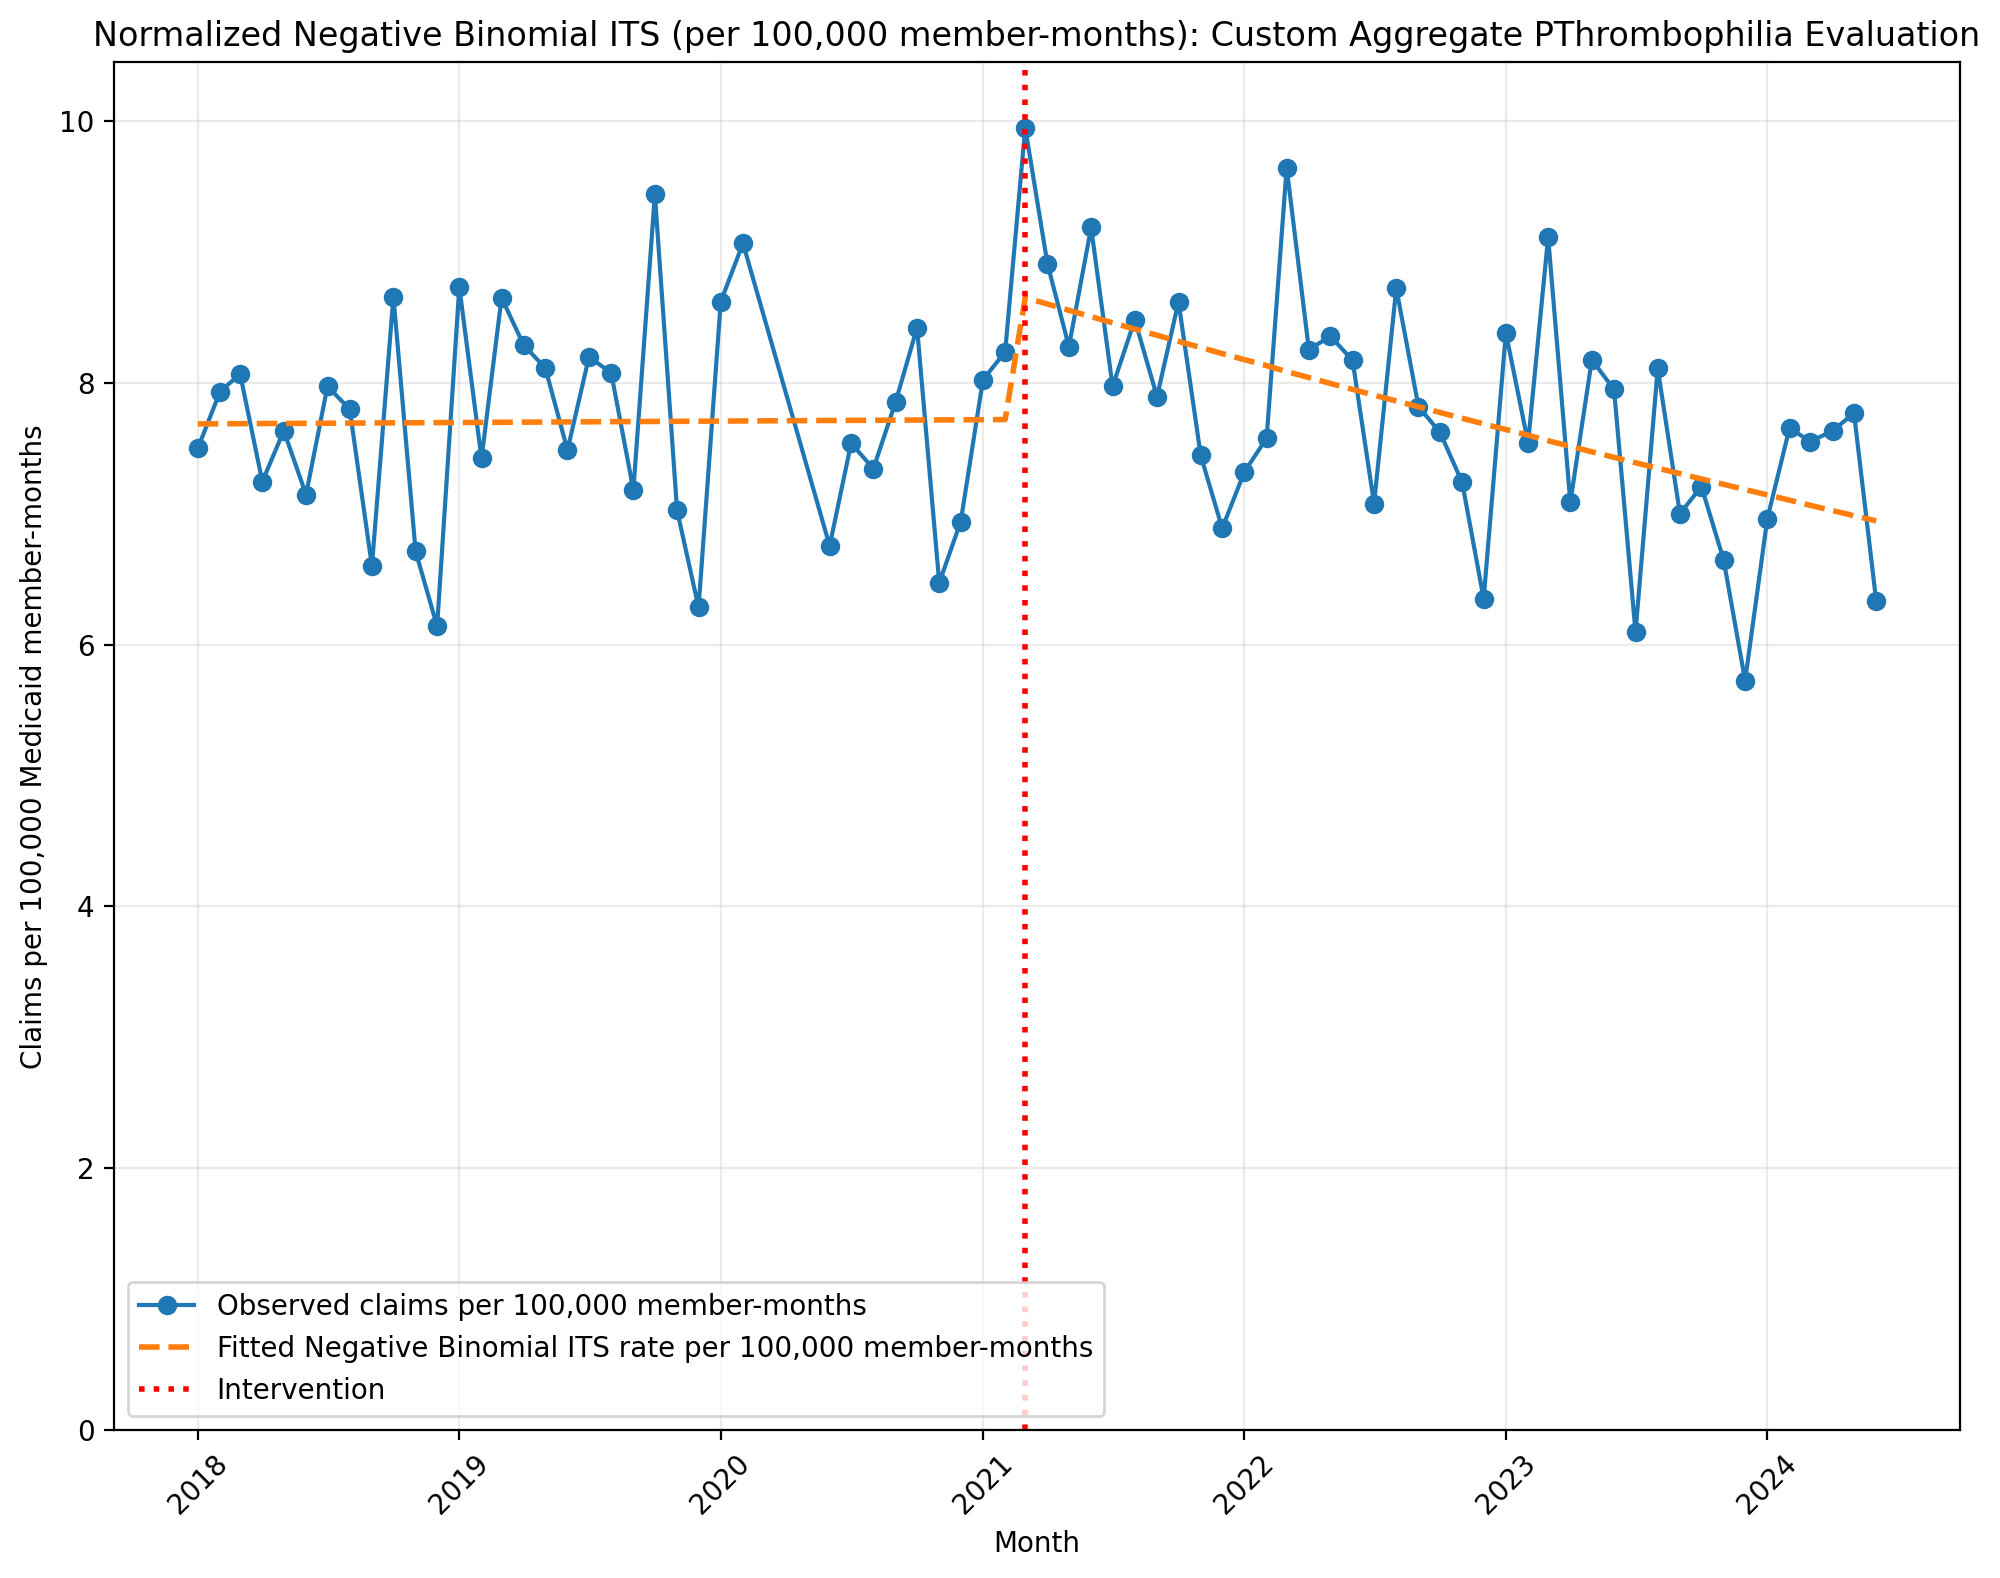 Normalized Negative Binomial ITS (per 100,000 member-months): Custom Aggregate PThrombophilia Evaluation
Claims per 100,000 Medicaid member-months
10
8
6
4
2
0
Observed claims per 100,000 member-months
Fitted Negative Binomial ITS rate per 100,000 member-months
Intervention
2018
2019
2020
2021
2022
2023
2024
Month